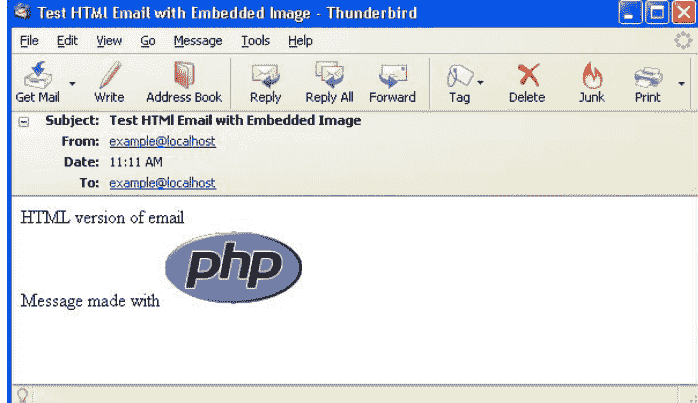 Test HTMl Email with Embedded Image - Thunderbird
File Edit View Go Message Tools Help
Get Mail Write Address Book Reply Reply All Forward Tag Delete Junk Print
Subject: Test HTMl Email with Embedded Image
From: example@localhost
Date: 11:11 AM
To: example@localhost
HTML version of email
php
Message made with